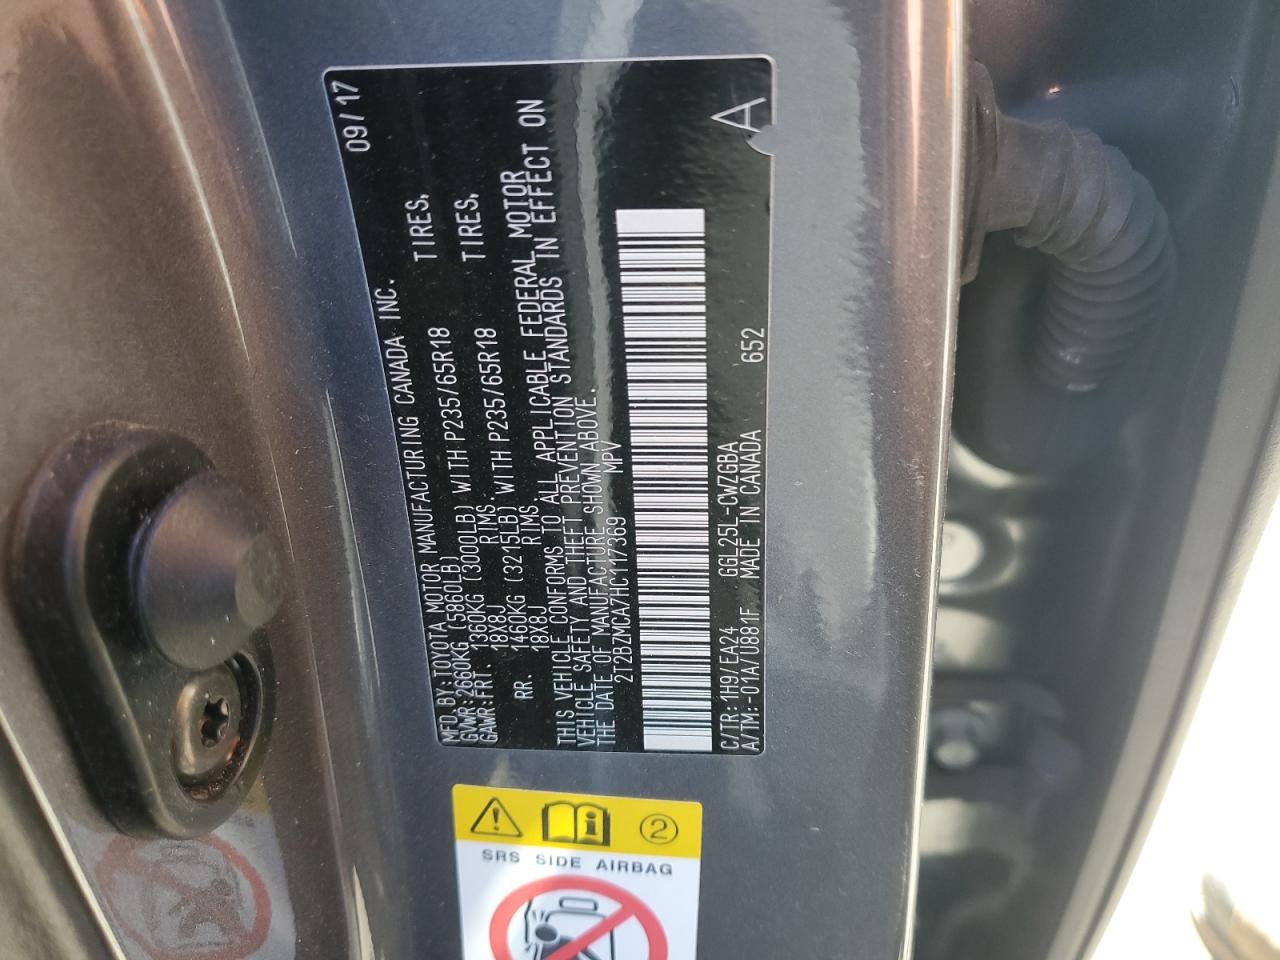 MFD.BY:TOYOTA MOTOR MANUFACTURING CANADA INC. 09/17
GVWR:2660KG (5860LB)
GAWR:FRT. 1360KG (3000LB) WITH P235/65R18 TIRES,
18X8J RIMS.
RR. 1460KG (3215LB) WITH P235/65R18 TIRES,
18X8J RIMS.
THIS VEHICLE CONFORMS TO ALL APPLICABLE FEDERAL MOTOR
VEHICLE SAFETY AND THEFT PREVENTION STANDARDS IN EFFECT ON
THE DATE OF MANUFACTURE SHOWN ABOVE.
2T2BZMCA7HC117369 MPV
C/TR:1H9/EA24 GGL25L-CWZGBA
A/TM:-01A/U881F MADE IN CANADA 652 A
2
SRS SIDE AIRBAG